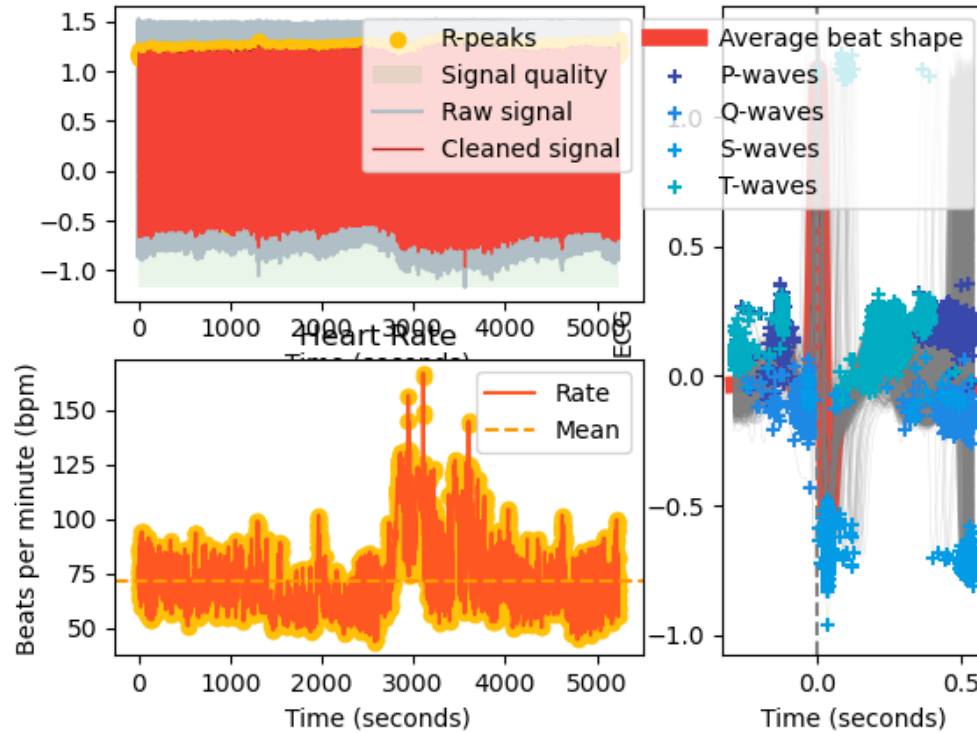 1.5
1.0
0.5
0.0
−0.5
−1.0
R-peaks
Signal quality
Raw signal
Cleaned signal
0 1000 2000 3000 4000 5000
Time (seconds)
Heart Rate
150
125
100
75
50
Beats per minute (bpm)
Rate
Mean
0 1000 2000 3000 4000 5000
Time (seconds)
Average beat shape
P-waves
Q-waves
S-waves
T-waves
ECG
1.0
0.5
0.0
−0.5
−1.0
0.0 0.5
Time (seconds)